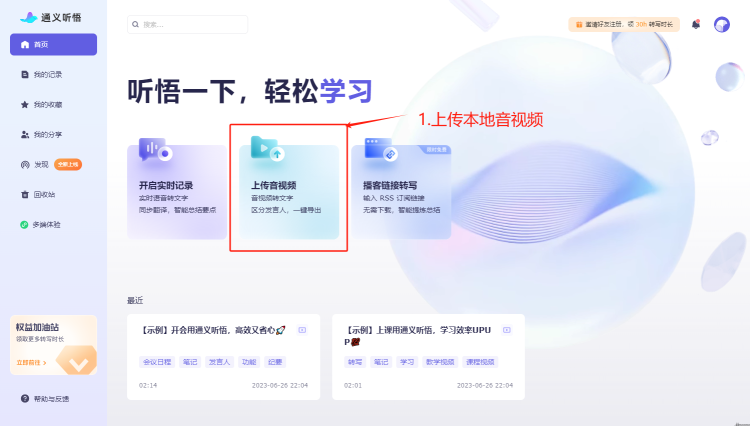 通义听悟
首页
我的记录
我的收藏
我的分享
发现 全新上线
回收站
多端体验
权益加油站
领取更多转写时长
立即前往 >
帮助与反馈
搜索...
邀请好友注册，领 20h 转写时长
听悟一下，轻松学习
1.上传本地音视频
开启实时记录
实时语音转文字
同步翻译，智能总结要点
上传音视频
音视频转文字
区分发言人，一键导出
限时免费
播客链接转写
输入 RSS 订阅链接
无需下载，智能提炼总结
最近
【示例】开会用通义听悟，高效又省心🚀
会议日程 笔记 发言人 功能 纪要
02:14 2023-06-26 22:04
【示例】上课用通义听悟，学习效率UPU
P
转写 笔记 学习 教学视频 课程视频
02:01 2023-06-26 22:04